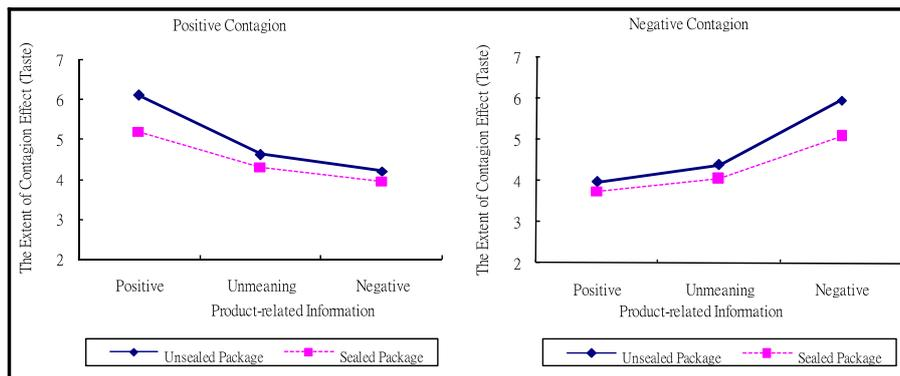 Positive Contagion
The Extent of Contagion Effect (Taste)
7
6
5
4
3
2
Positive Unmeaning Negative
Product-related Information
Unsealed Package Sealed Package
Negative Contagion
The Extent of Contagion Effect (Taste)
7
6
5
4
3
2
Positive Unmeaning Negative
Product-related Information
Unsealed Package Sealed Package